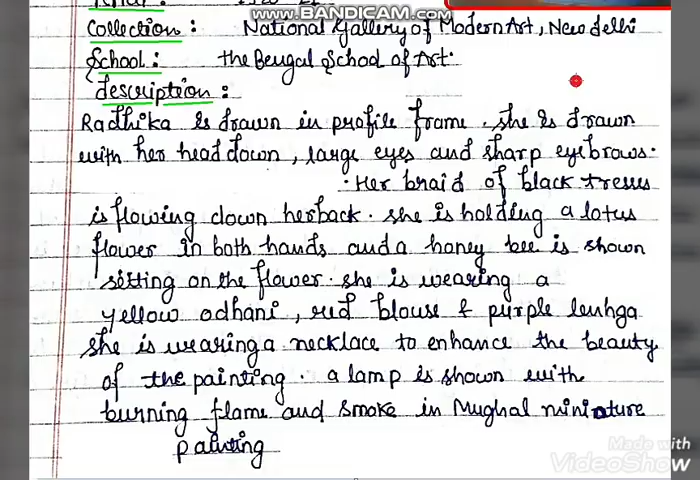 WWW.BANDICAM.COM
Collection : National Gallery of Modern Art, New delhi
School : the Bengal School of Art.
description :
Radhika is drawn in profile frame. she is drawn
with her head down, large eyes and sharp eyebrows.
Her braid of black tresses
is flowing down her back. she is holding a lotus
flower in both hands and a honey bee is shown
setting on the flower. she is wearing a
yellow odhani, red blouse & purple lenhga
she is wearing a necklace to enhance the beauty
of the painting. a lamp is shown with
burning flame and smoke in Mughal miniature
painting
Made with
VideoShow